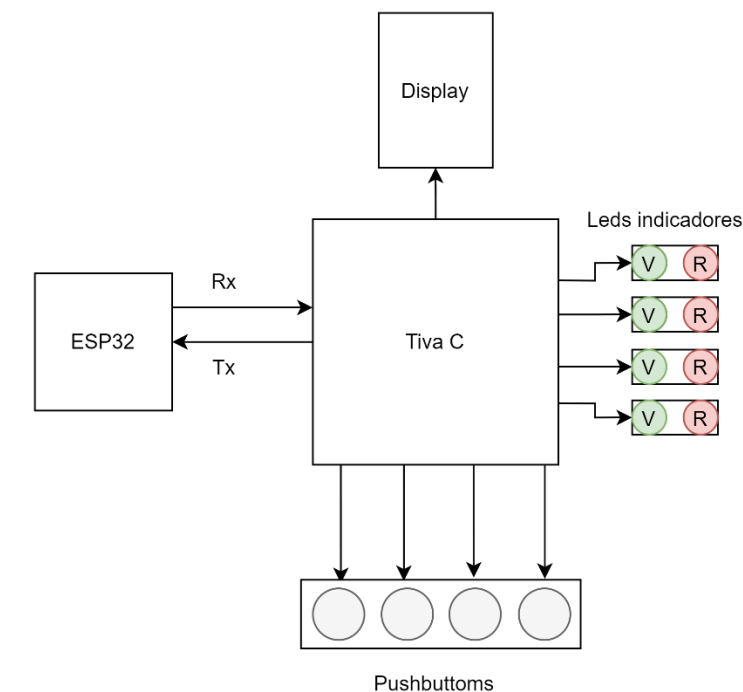 Display
Leds indicadores
V R
Rx
V R
ESP32
Tiva C
Tx
V R
V R
Pushbuttoms